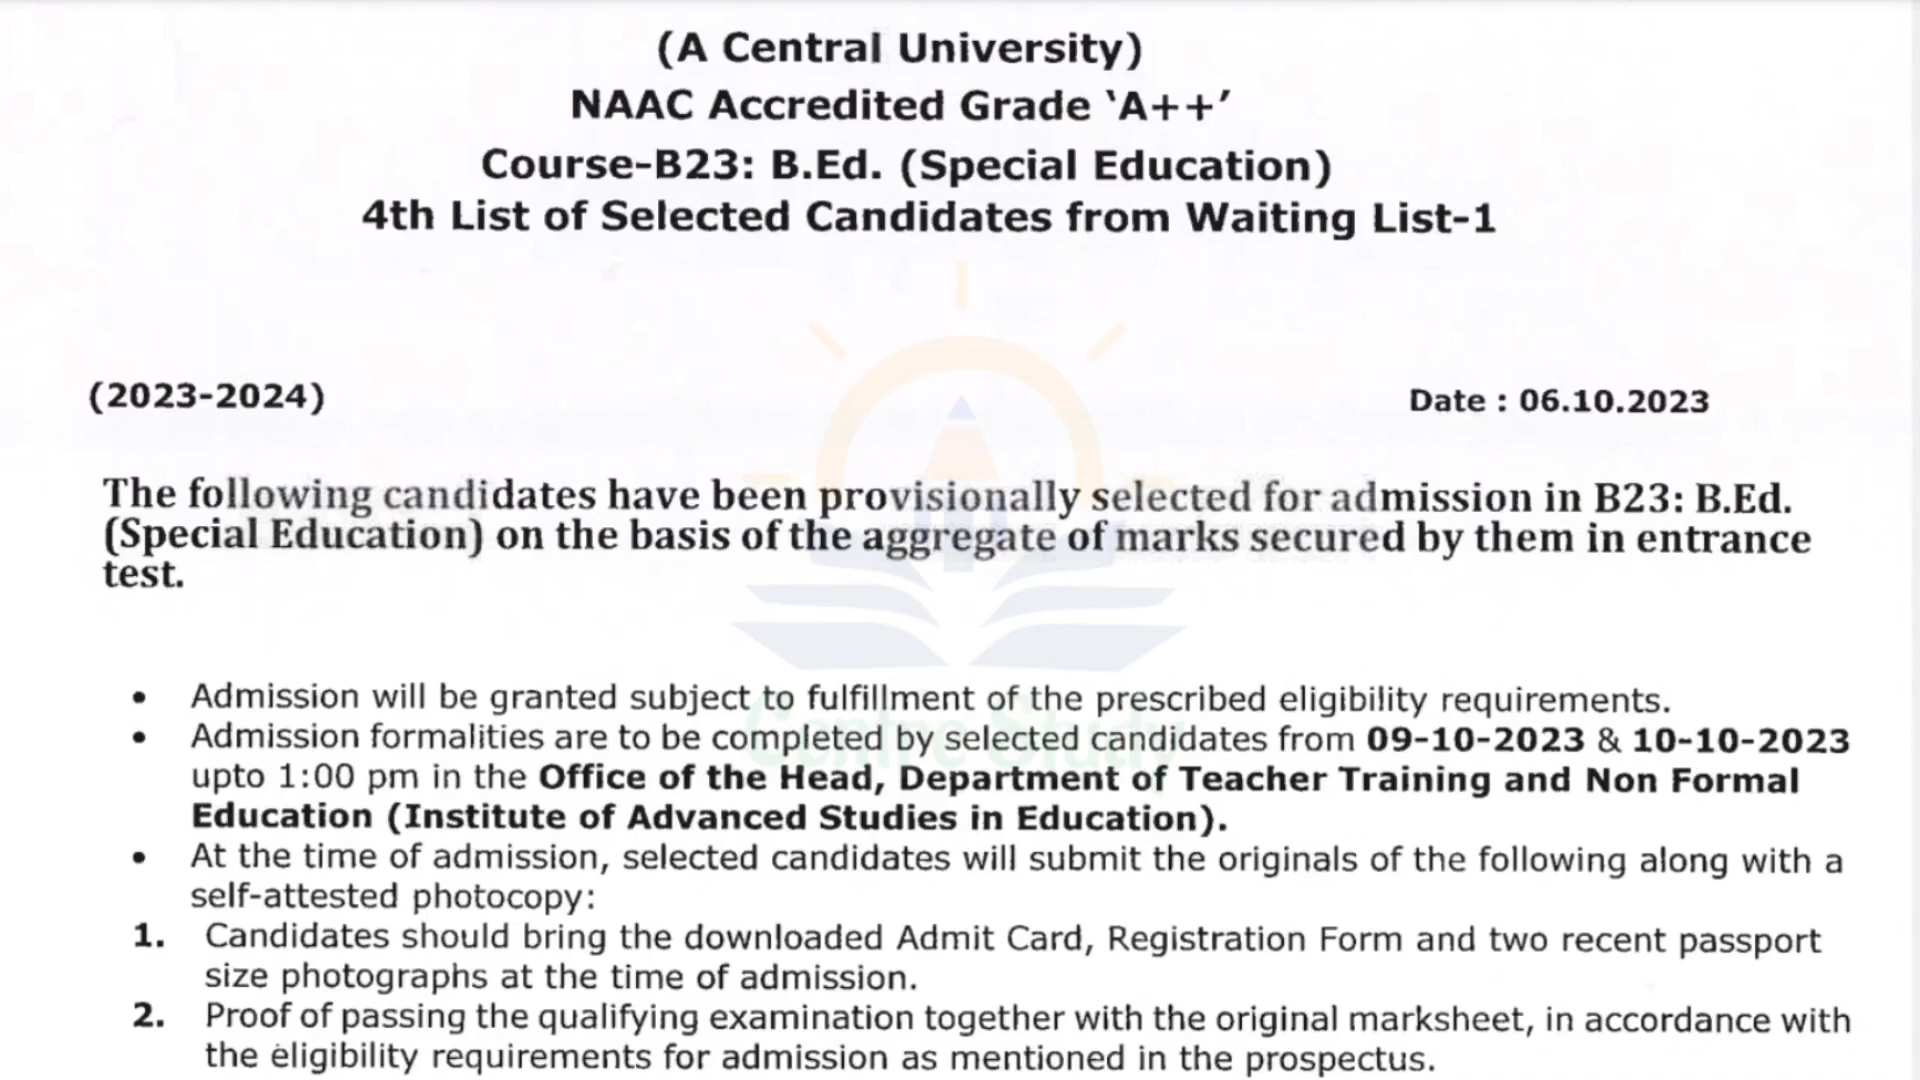 (A Central University)
NAAC Accredited Grade ‘A++’
Course-B23: B.Ed. (Special Education)
4th List of Selected Candidates from Waiting List-1
(2023-2024)
Date : 06.10.2023
The following candidates have been provisionally selected for admission in B23: B.Ed.
(Special Education) on the basis of the aggregate of marks secured by them in entrance
test.
• Admission will be granted subject to fulfillment of the prescribed eligibility requirements.
• Admission formalities are to be completed by selected candidates from 09-10-2023 & 10-10-2023
upto 1:00 pm in the Office of the Head, Department of Teacher Training and Non Formal
Education (Institute of Advanced Studies in Education).
Centre Study
• At the time of admission, selected candidates will submit the originals of the following along with a
self-attested photocopy:
1. Candidates should bring the downloaded Admit Card, Registration Form and two recent passport
size photographs at the time of admission.
2. Proof of passing the qualifying examination together with the original marksheet, in accordance with
the eligibility requirements for admission as mentioned in the prospectus.